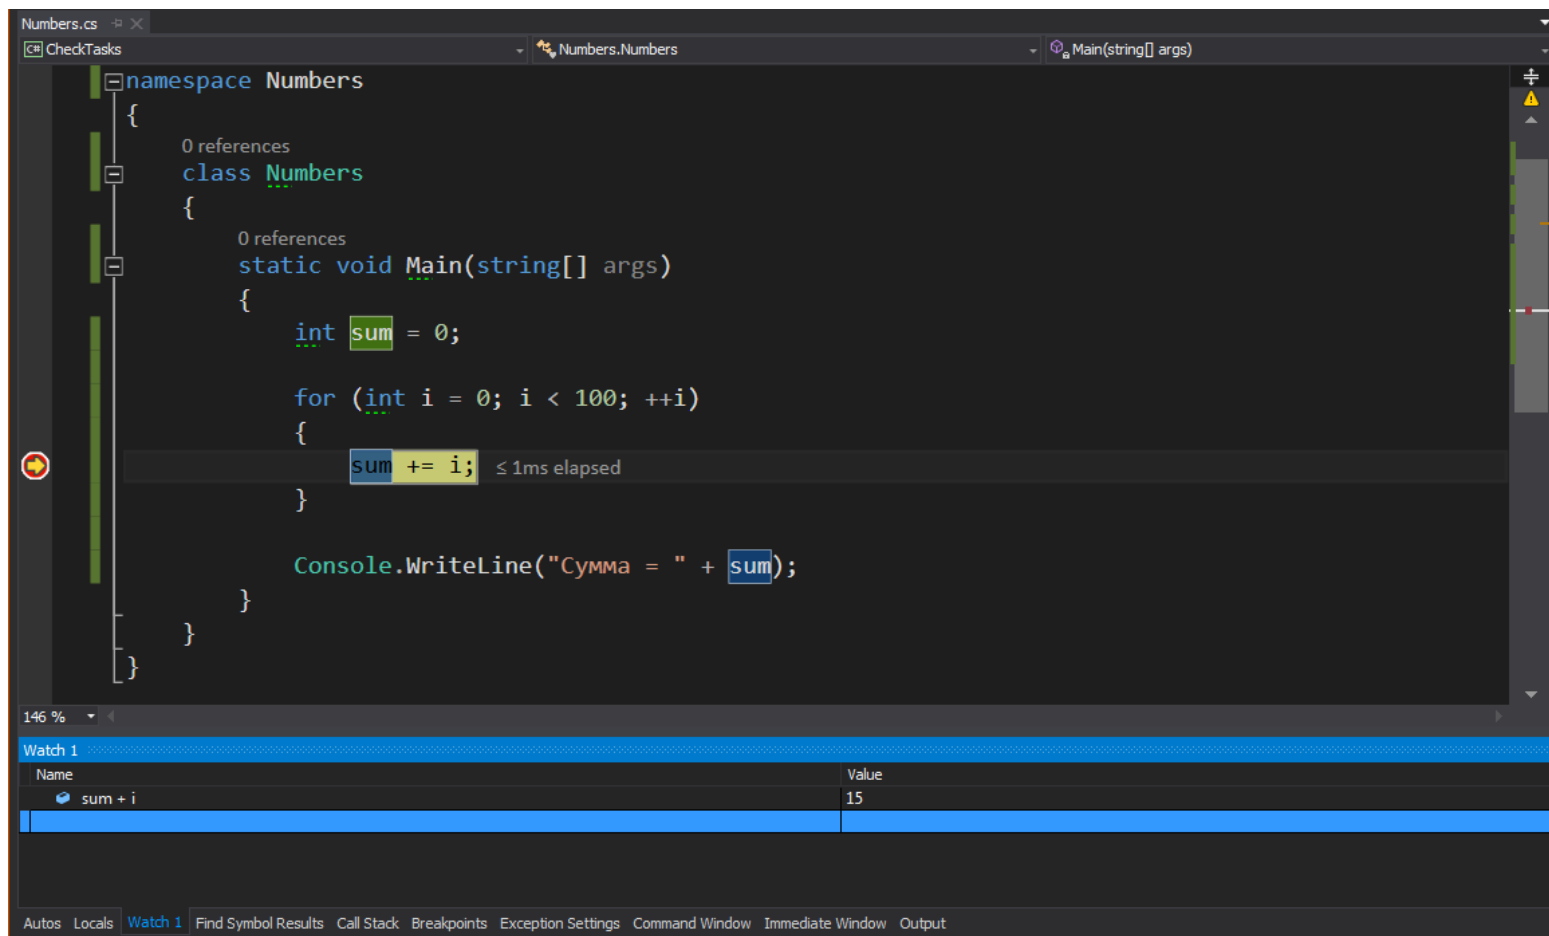 Numbers.cs
C# CheckTasks Numbers.Numbers Main(string[] args)
namespace Numbers
{
0 references
class Numbers
{
0 references
static void Main(string[] args)
{
int sum = 0;
for (int i = 0; i < 100; ++i)
{
sum += i; ≤ 1ms elapsed
}
Console.WriteLine("Сумма = " + sum);
}
}
}
146 %
Watch 1
Name Value
sum + i 15
Autos Locals Watch 1 Find Symbol Results Call Stack Breakpoints Exception Settings Command Window Immediate Window Output